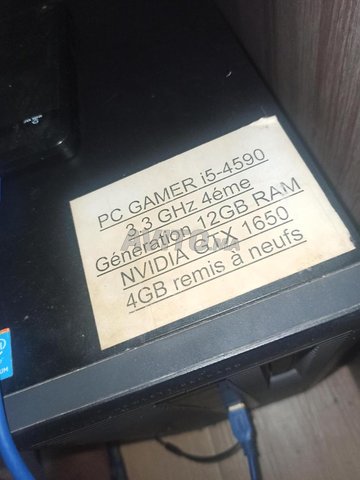 PC GAMER i5-4590
3,3 GHz 4éme
Génération 12GB RAM
NVIDIA GTX 1650
4GB remis à neufs